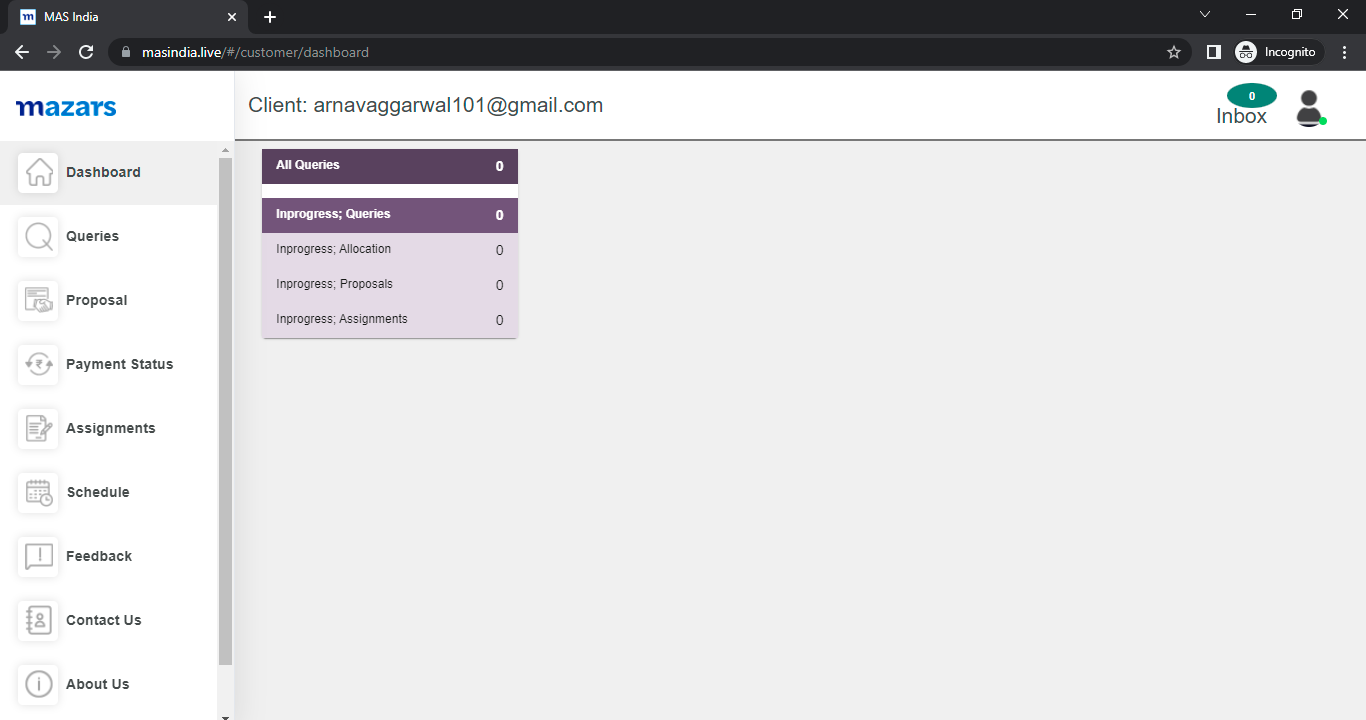 MAS India
masindia.live/#/customer/dashboard
Incognito
mazars
Client: arnavaggarwal101@gmail.com
0
Inbox
Dashboard
Queries
Proposal
Payment Status
Assignments
Schedule
Feedback
Contact Us
About Us
All Queries 0
Inprogress; Queries 0
Inprogress; Allocation 0
Inprogress; Proposals 0
Inprogress; Assignments 0